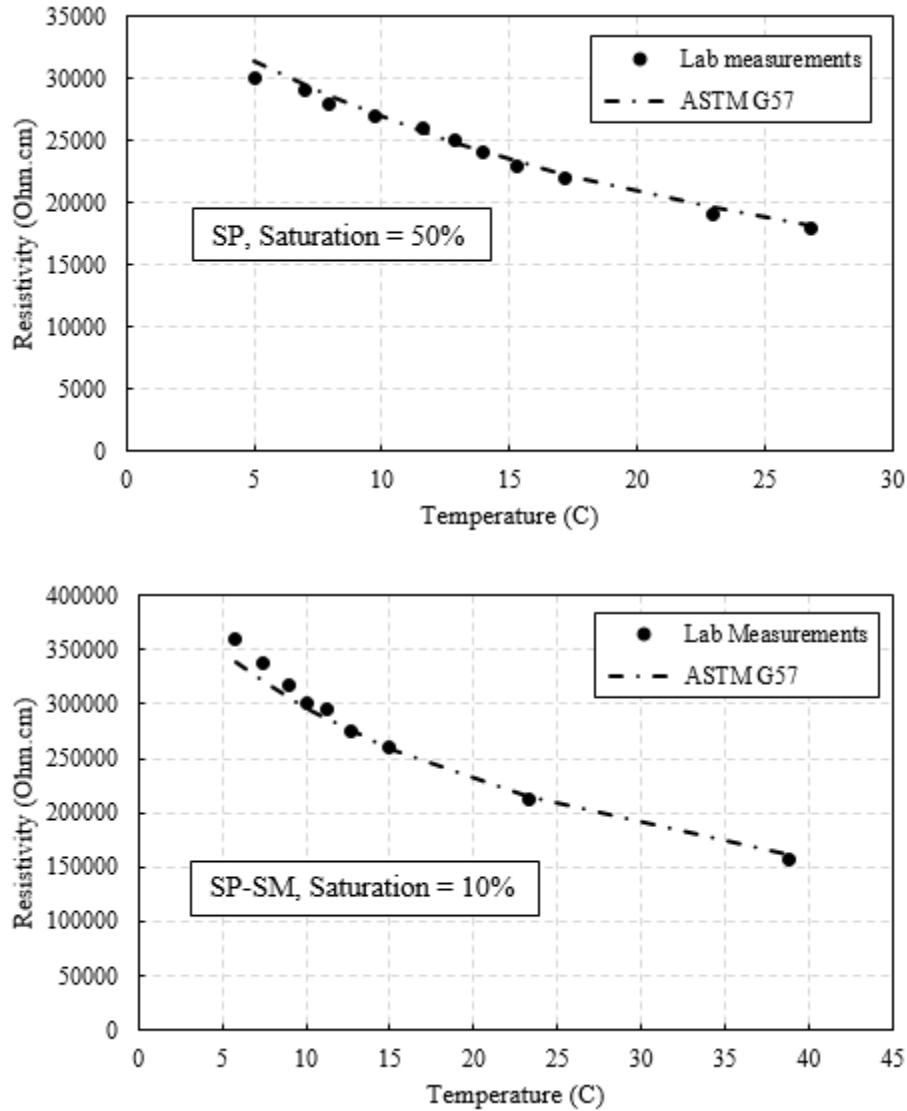 35000
30000
25000
20000
15000
10000
5000
0
Resistivity (Ohm.cm)
Lab measurements
ASTM G57
SP, Saturation = 50%
0 5 10 15 20 25 30
Temperature (C)
400000
350000
300000
250000
200000
150000
100000
50000
0
Resistivity (Ohm.cm)
Lab Measurements
ASTM G57
SP-SM, Saturation = 10%
0 5 10 15 20 25 30 35 40 45
Temperature (C)